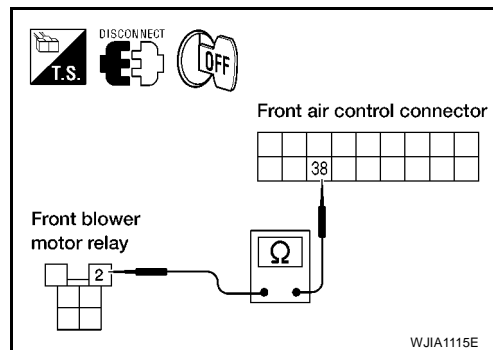 T.S.
DISCONNECT
OFF
Front air control connector
38
Front blower
motor relay
2
Ω
WJIA1115E